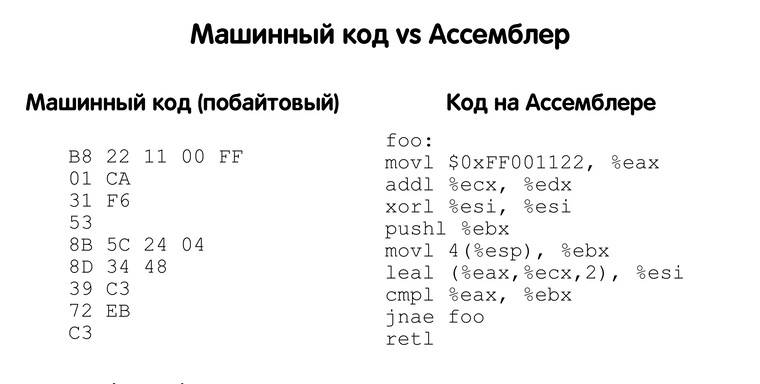 Машинный код vs Ассемблер
Машинный код (побайтовый)
B8 22 11 00 FF
01 CA
31 F6
53
8B 5C 24 04
8D 34 48
39 C3
72 EB
C3
Код на Ассемблере
foo:
movl $0xFF001122, %eax
addl %ecx, %edx
xorl %esi, %esi
pushl %ebx
movl 4(%esp), %ebx
leal (%eax,%ecx,2), %esi
cmpl %eax, %ebx
jnae foo
retl